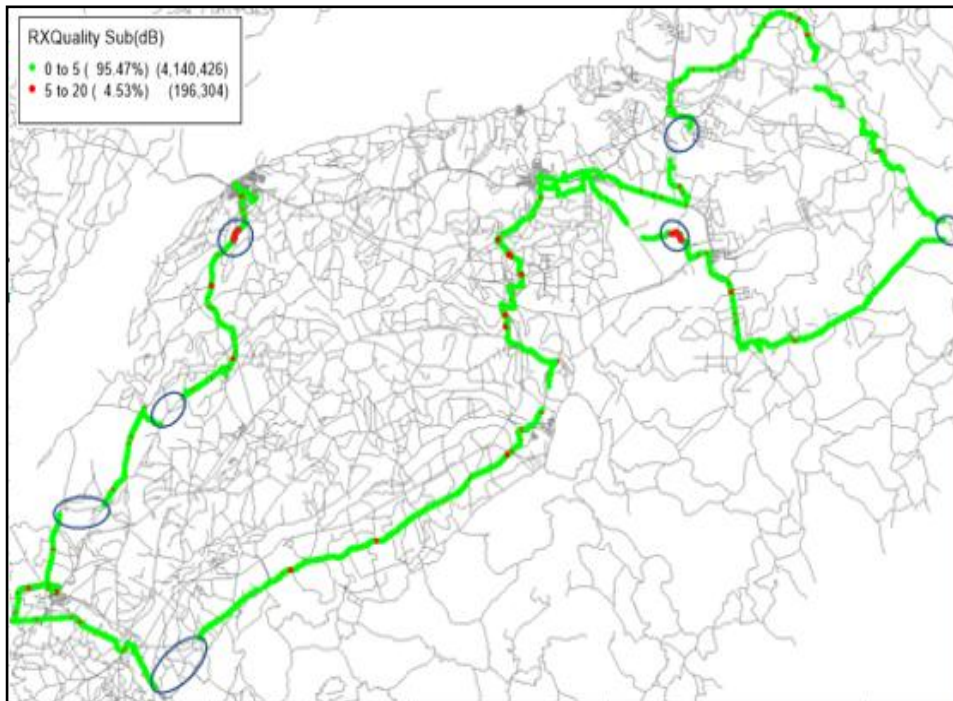 RXQuality Sub(dB)
0 to 5 ( 95.47%) (4,140,426)
5 to 20 ( 4.53%) (196,304)